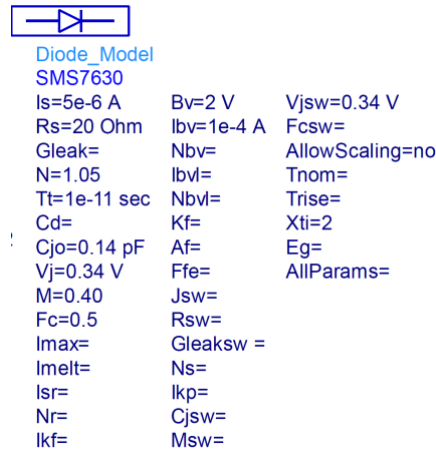 Diode_Model
SMS7630
Is=5e-6 A
Rs=20 Ohm
Gleak=
N=1.05
Tt=1e-11 sec
Cd=
Cjo=0.14 pF
Vj=0.34 V
M=0.40
Fc=0.5
Imax=
Imelt=
Isr=
Nr=
Ikf=
Bv=2 V
Ibv=1e-4 A
Nbv=
Ibvl=
Nbvl=
Kf=
Af=
Ffe=
Jsw=
Rsw=
Gleaksw =
Ns=
Ikp=
Cjsw=
Msw=
Vjsw=0.34 V
Fcsw=
AllowScaling=no
Tnom=
Trise=
Xti=2
Eg=
AllParams=